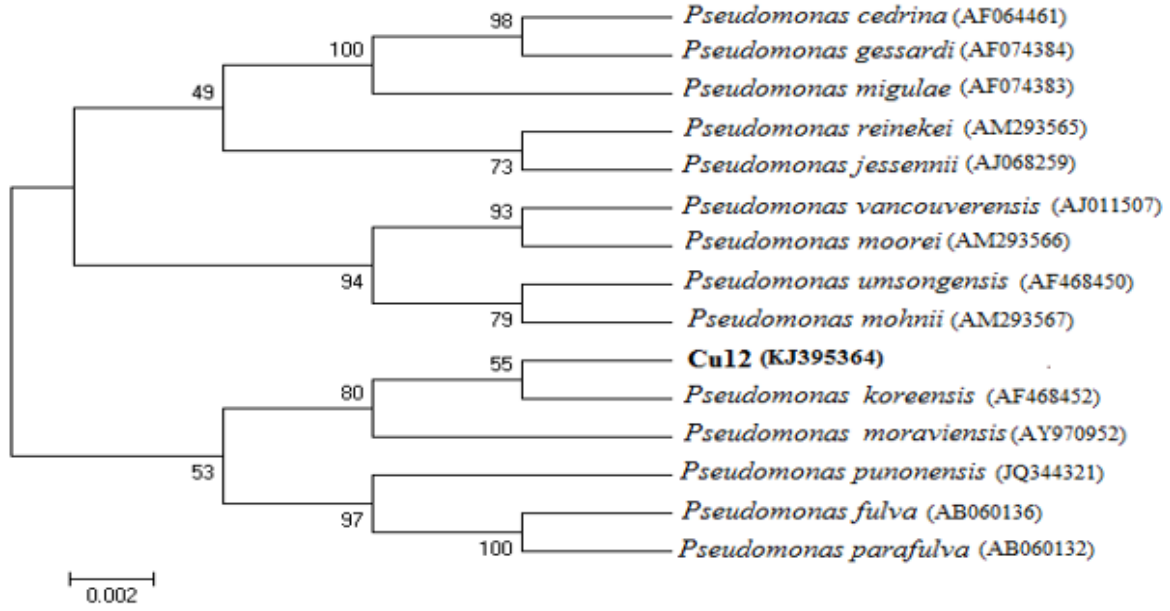 98
Pseudomonas cedrina (AF064461)
100
Pseudomonas gessardi (AF074384)
49
Pseudomonas migulae (AF074383)
Pseudomonas reinekei (AM293565)
73
Pseudomonas jessennii (AJ068259)
93
Pseudomonas vancouverensis (AJ011507)
Pseudomonas moorei (AM293566)
94
Pseudomonas umsongensis (AF468450)
79
Pseudomonas mohnii (AM293567)
55
Cu12 (KJ395364)
80
Pseudomonas koreensis (AF468452)
Pseudomonas moraviensis (AY970952)
53
Pseudomonas punonensis (JQ344321)
97
Pseudomonas fulva (AB060136)
100
Pseudomonas parafulva (AB060132)
0.002